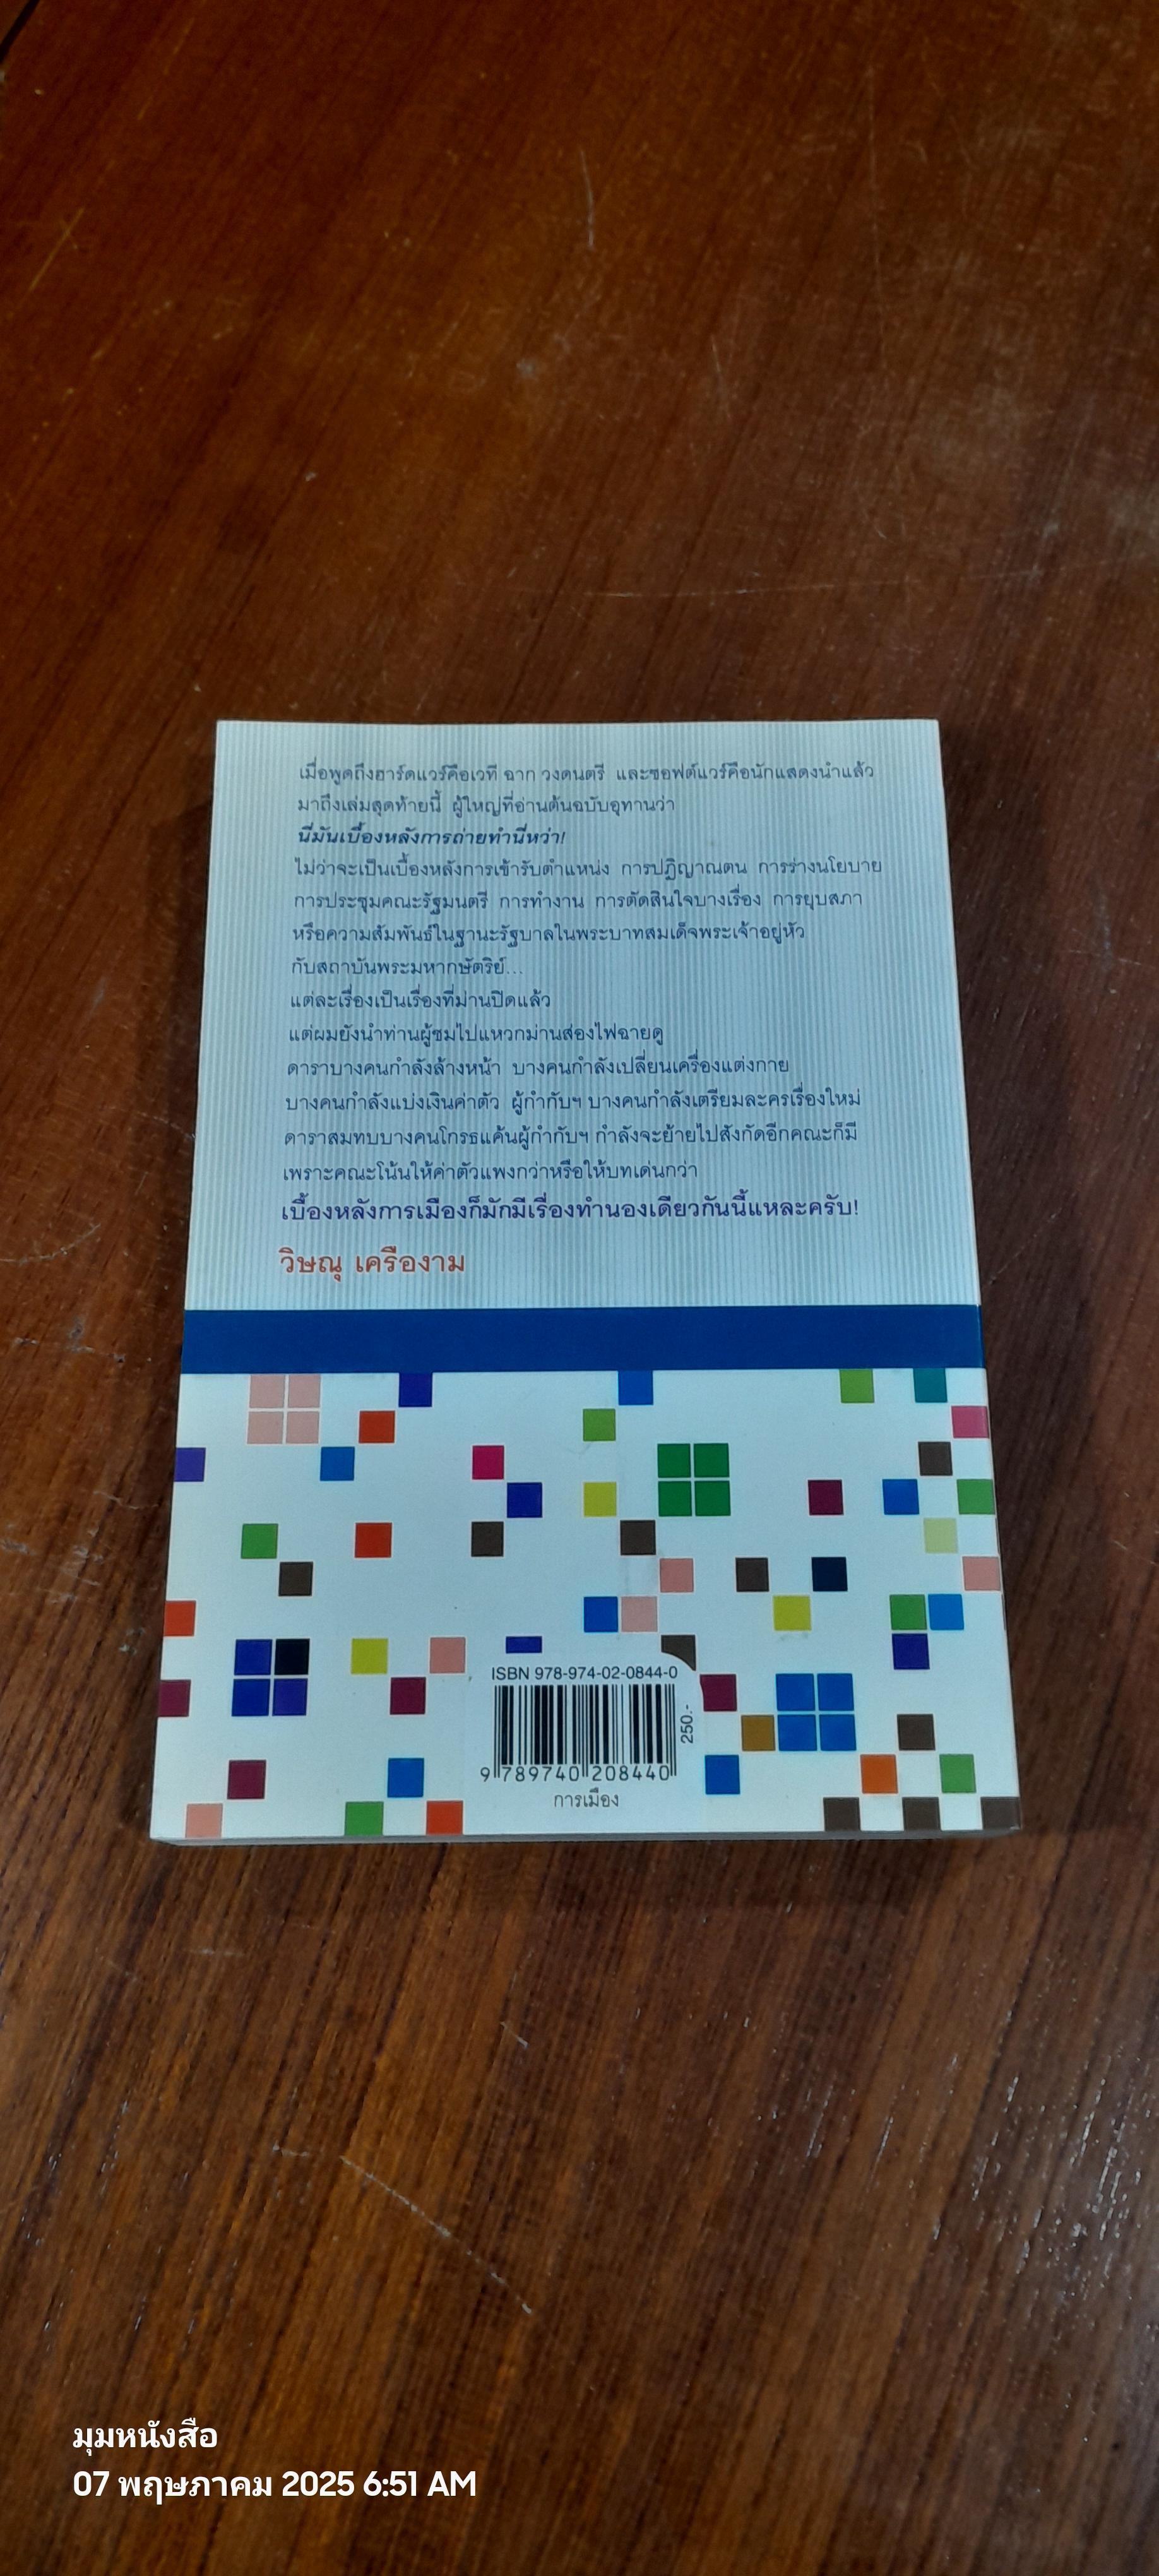 เมื่อพูดถึงฮาร์ดแวร์คือเวที ฉาก วงดนตรี และซอฟต์แวร์คือนักแสดงนำแล้ว
มาถึงเล่มสุดท้ายนี้ ผู้ใหญ่ที่อ่านต้นฉบับอุทานว่า
นี่มันเบื้องหลังการถ่ายทำนี่หว่า!
ไม่ว่าจะเป็นเบื้องหลังการเข้ารับตำแหน่ง การปฏิญาณตน การร่างนโยบาย
การประชุมคณะรัฐมนตรี การทำงาน การตัดสินใจบางเรื่อง การยุบสภา
หรือความสัมพันธ์ในฐานะรัฐบาลในพระบาทสมเด็จพระเจ้าอยู่หัว
กับสถาบันพระมหากษัตริย์...
แต่ละเรื่องเป็นเรื่องที่ม่านปิดแล้ว
แต่ผมยังนำท่านผู้ชมไปแหวกม่านส่องไฟฉายดู
ดาราบางคนกำลังล้างหน้า บางคนกำลังเปลี่ยนเครื่องแต่งกาย
บางคนกำลังแบ่งเงินค่าตัว ผู้กำกับฯ บางคนกำลังเตรียมละครเรื่องใหม่
ดาราสมทบบางคนโกรธแค้นผู้กำกับฯ กำลังจะย้ายไปสังกัดอีกคณะก็มี
เพราะคณะโน้นให้ค่าตัวแพงกว่าหรือให้บทเด่นกว่า
เบื้องหลังการเมืองก็มักมีเรื่องทำนองเดียวกันนี้แหละครับ!
วิษณุ เครืองาม
ISBN 978-974-02-0844-0
250.-
9 789740 208440
การเมือง
มุมหนังสือ
07 พฤษภาคม 2025 6:51 AM